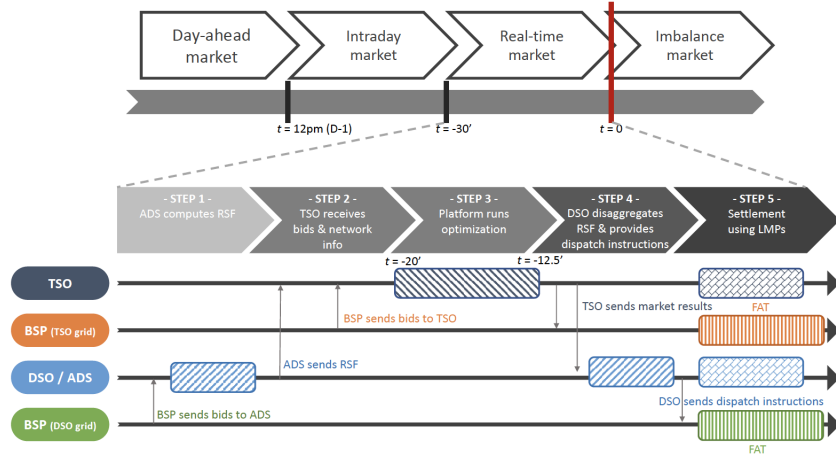 Day-ahead
market
Intraday
market
Real-time
market
Imbalance
market
t = 12pm (D-1)
t = -30'
t = 0
- STEP 1 -
ADS computes RSF
- STEP 2 -
TSO receives
bids & network
info
- STEP 3 -
Platform runs
optimization
- STEP 4 -
DSO disaggregates
RSF & provides
dispatch instructions
- STEP 5 -
Settlement
using LMPs
t = -20'
t = -12.5'
TSO
TSO sends market results
FAT
BSP sends bids to TSO
BSP (TSO grid)
ADS sends RSF
DSO / ADS
DSO sends dispatch instructions
BSP sends bids to ADS
BSP (DSO grid)
FAT